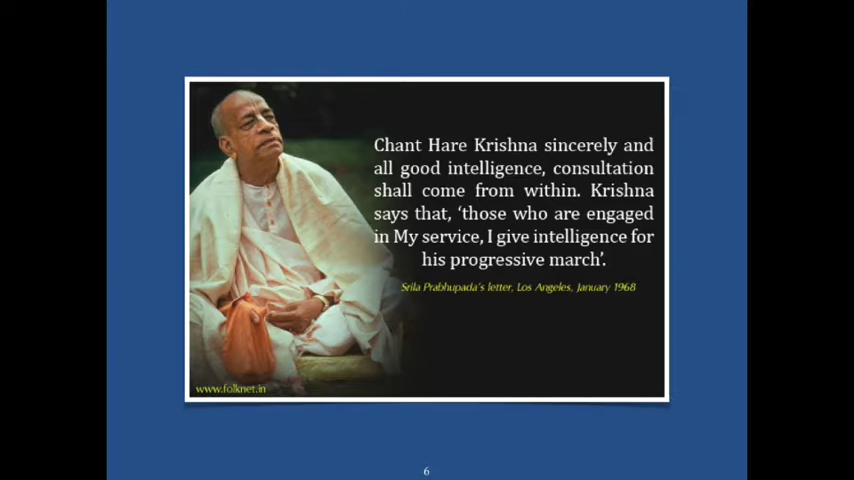 Chant Hare Krishna sincerely and
all good intelligence, consultation
shall come from within. Krishna
says that, ‘those who are engaged
in My service, I give intelligence for
his progressive march’.
Srila Prabhupada's letter, Los Angeles, January 1968
www.folknet.in
6